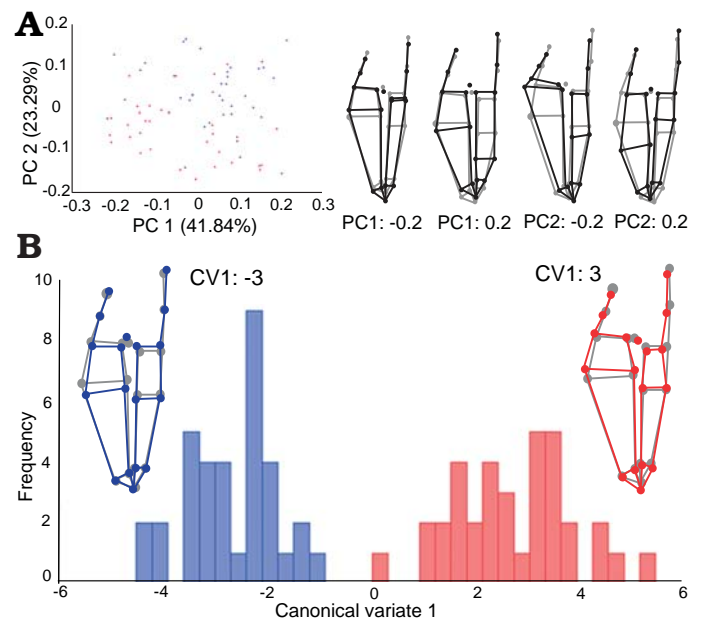 A
0.2
0.1
0
-0.1
-0.2
PC 2 (23.29%)
-0.3 -0.2 -0.1 0 0.1 0.2 0.3
PC 1 (41.84%)
PC1: -0.2 PC1: 0.2 PC2: -0.2 PC2: 0.2
B
CV1: -3 CV1: 3
10
8
6
4
2
0
Frequency
-6 -4 -2 0 2 4 6
Canonical variate 1